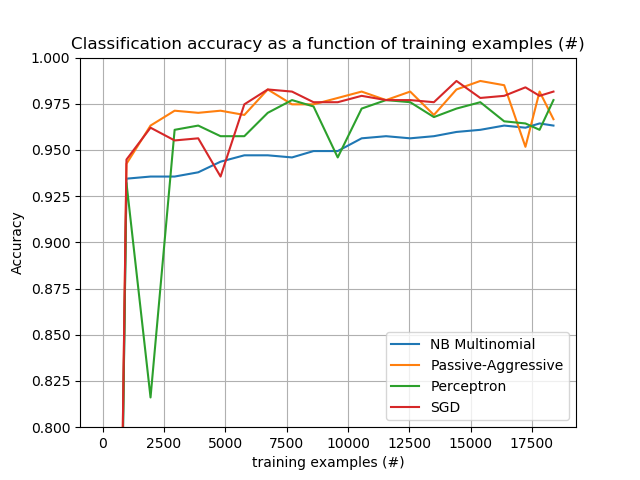 Classification accuracy as a function of training examples (#)
1.000
0.975
0.950
0.925
0.900
0.875
0.850
0.825
0.800
Accuracy
NB Multinomial
Passive-Aggressive
Perceptron
SGD
0 2500 5000 7500 10000 12500 15000 17500
training examples (#)